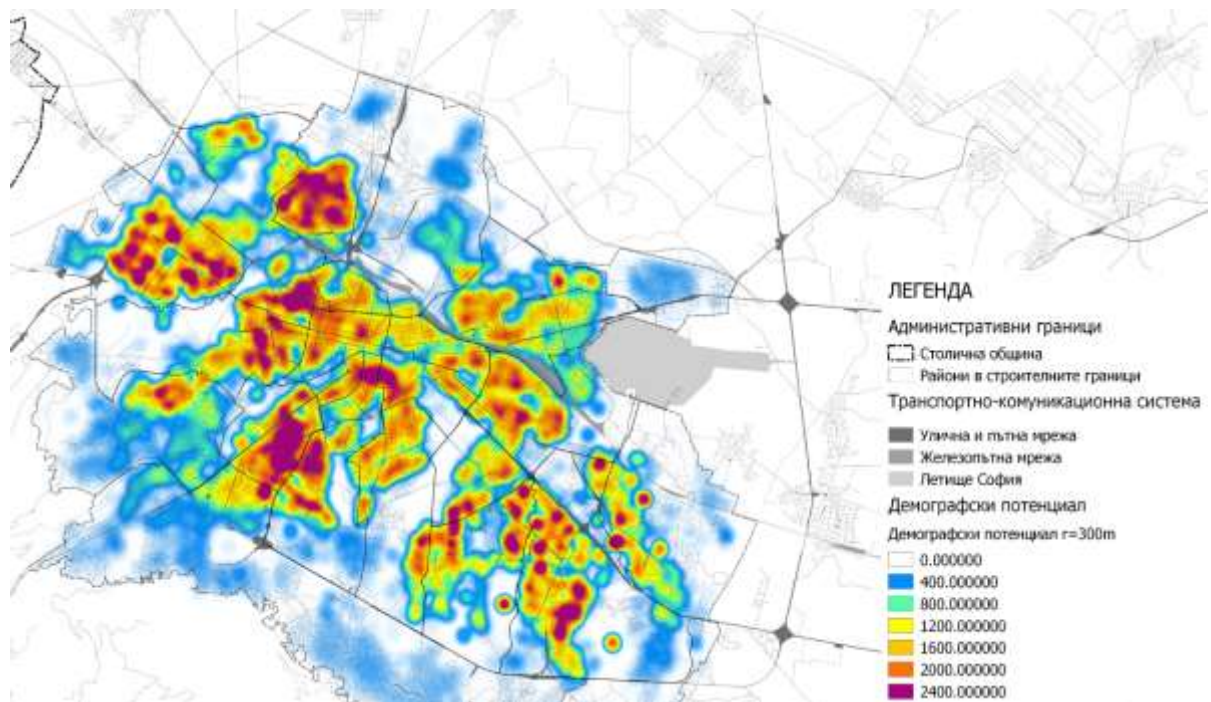 ЛЕГЕНДА
Административни граници
Столична община
Райони в строителните граници
Транспортно-комуникационна система
Улична и пътна мрежа
Железопътна мрежа
Летище София
Демографски потенциал
Демографски потенциал r=300m
0.000000
400.000000
800.000000
1200.000000
1600.000000
2000.000000
2400.000000